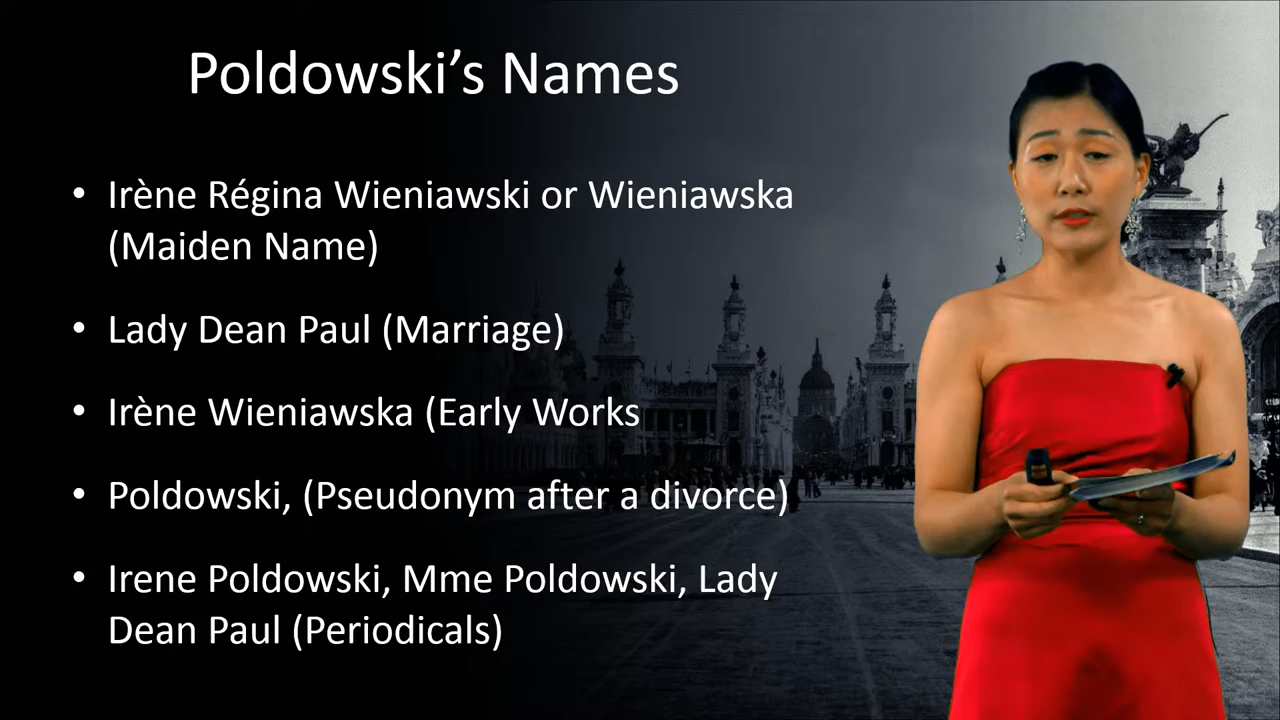 Poldowski’s Names
• Irène Régina Wieniawski or Wieniawska
(Maiden Name)
• Lady Dean Paul (Marriage)
• Irène Wieniawska (Early Works
• Poldowski, (Pseudonym after a divorce)
• Irene Poldowski, Mme Poldowski, Lady
Dean Paul (Periodicals)